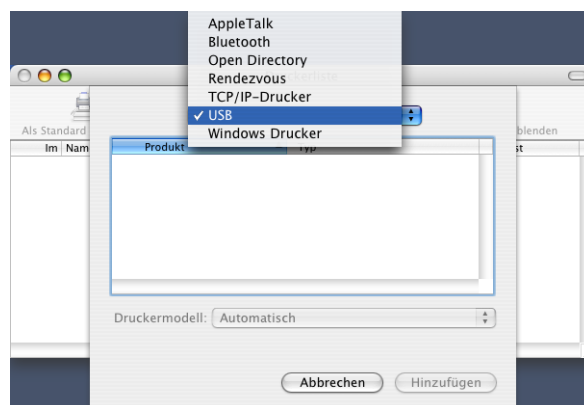 AppleTalk
Bluetooth
Open Directory
Rendezvous
TCP/IP-Drucker
✓ USB
Windows Drucker
Als Standard
blenden
Im Nam
Produkt Typ
st
Druckermodell: Automatisch
Abbrechen Hinzufügen